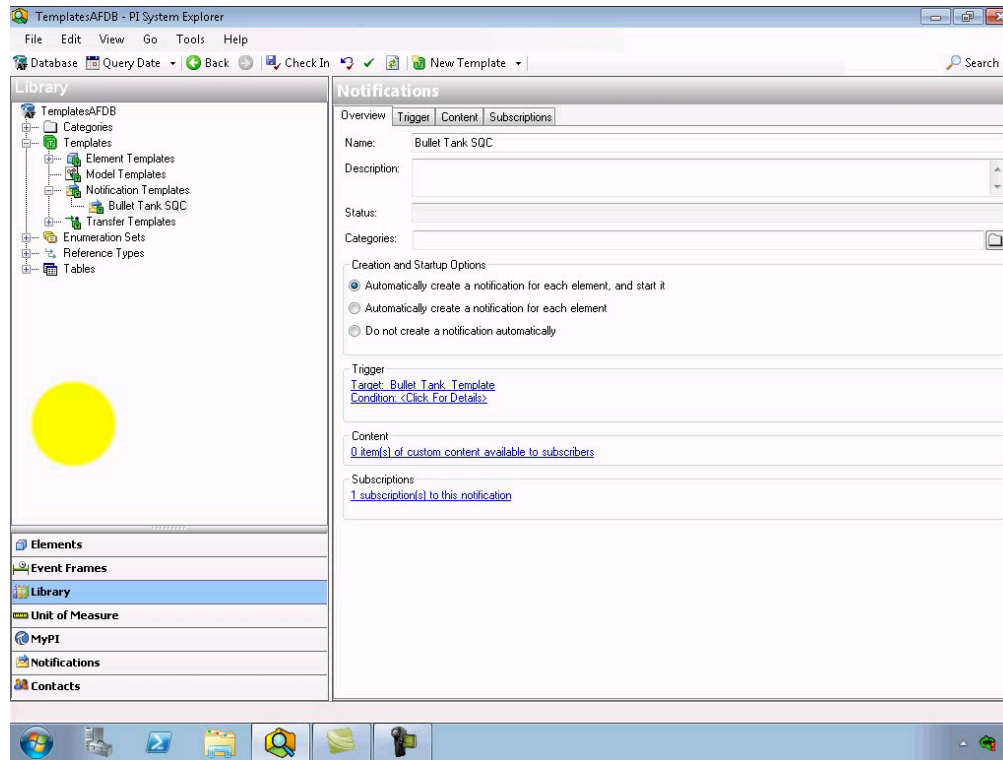 TemplatesAFDB - PI System Explorer
File Edit View Go Tools Help
Database Query Date Back Check In New Template Search
Library
TemplatesAFDB
Categories
Templates
Element Templates
Model Templates
Notification Templates
Bullet Tank SQC
Transfer Templates
Enumeration Sets
Reference Types
Tables
Elements
Event Frames
Library
Unit of Measure
MyPI
Notifications
Contacts
Notifications
Overview Trigger Content Subscriptions
Name: Bullet Tank SQC
Description:
Status:
Categories:
Creation and Startup Options
Automatically create a notification for each element, and start it
Automatically create a notification for each element
Do not create a notification automatically
Trigger
Target: Bullet Tank Template
Condition: <Click For Details>
Content
0 item(s) of custom content available to subscribers
Subscriptions
1 subscription(s) to this notification